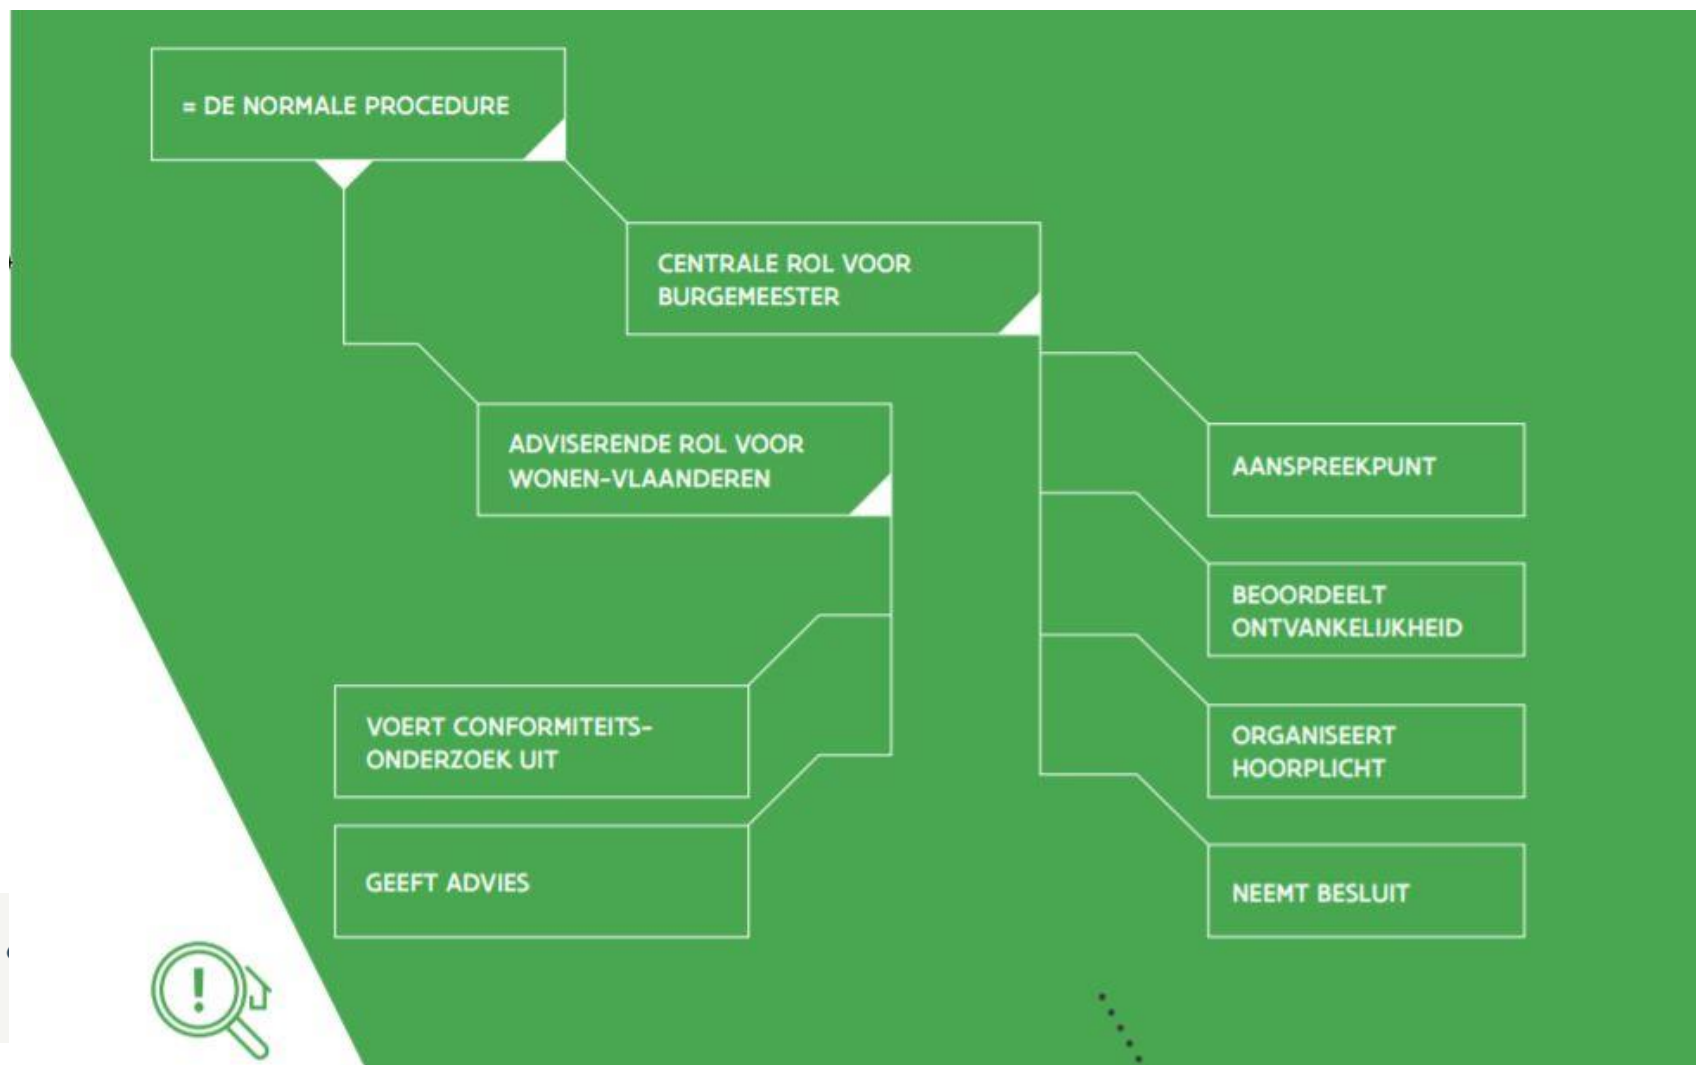 = DE NORMALE PROCEDURE
CENTRALE ROL VOOR
BURGEMEESTER
ADVISERENDE ROL VOOR
WONEN-VLAANDEREN
AANSPREEKPUNT
BEOORDEELT
ONTVANKELIJKHEID
VOERT CONFORMITEITS-
ONDERZOEK UIT
ORGANISEERT
HOORPLICHT
GEEFT ADVIES
NEEMT BESLUIT
!